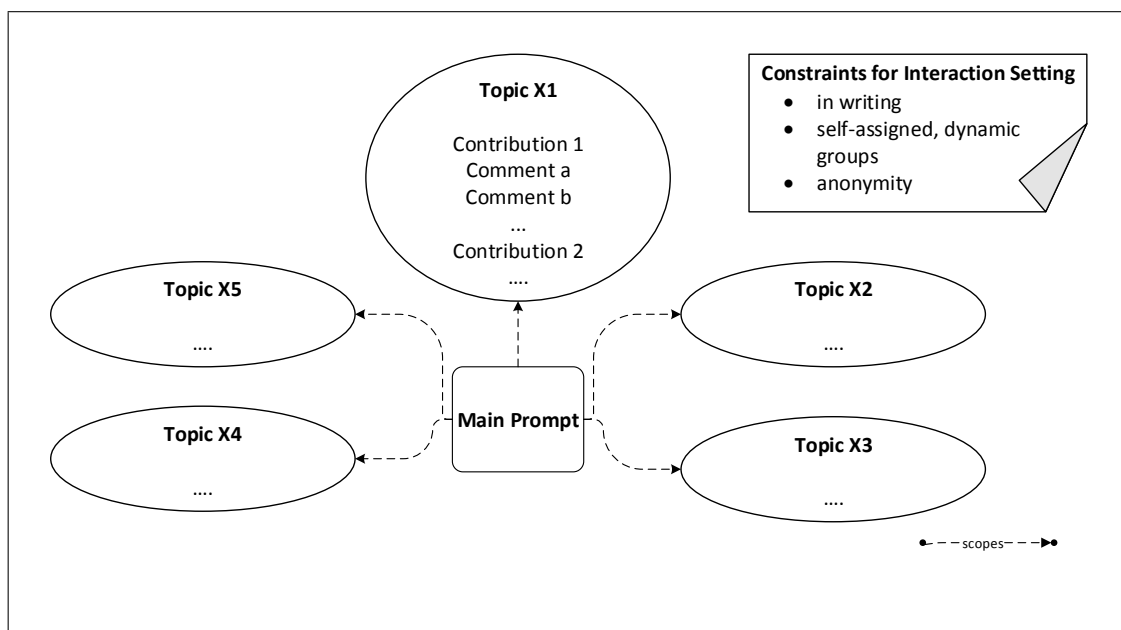 Topic X1
Contribution 1
Comment a
Comment b
...
Contribution 2
....
Constraints for Interaction Setting
• in writing
• self-assigned, dynamic
groups
• anonymity
Topic X5
....
Topic X2
....
Main Prompt
Topic X4
....
Topic X3
....
scopes